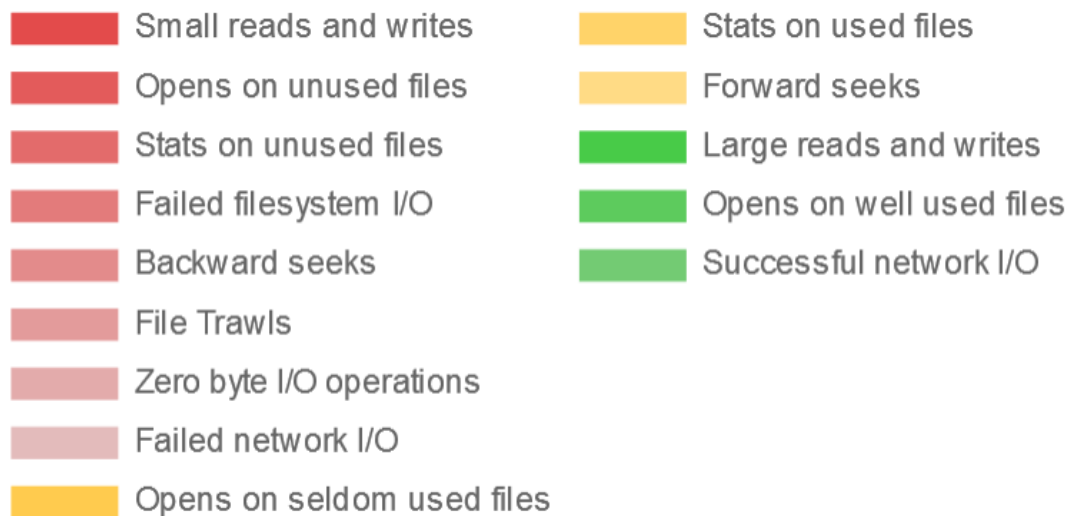 Small reads and writes
Opens on unused files
Stats on unused files
Failed filesystem I/O
Backward seeks
File Trawls
Zero byte I/O operations
Failed network I/O
Opens on seldom used files
Stats on used files
Forward seeks
Large reads and writes
Opens on well used files
Successful network I/O